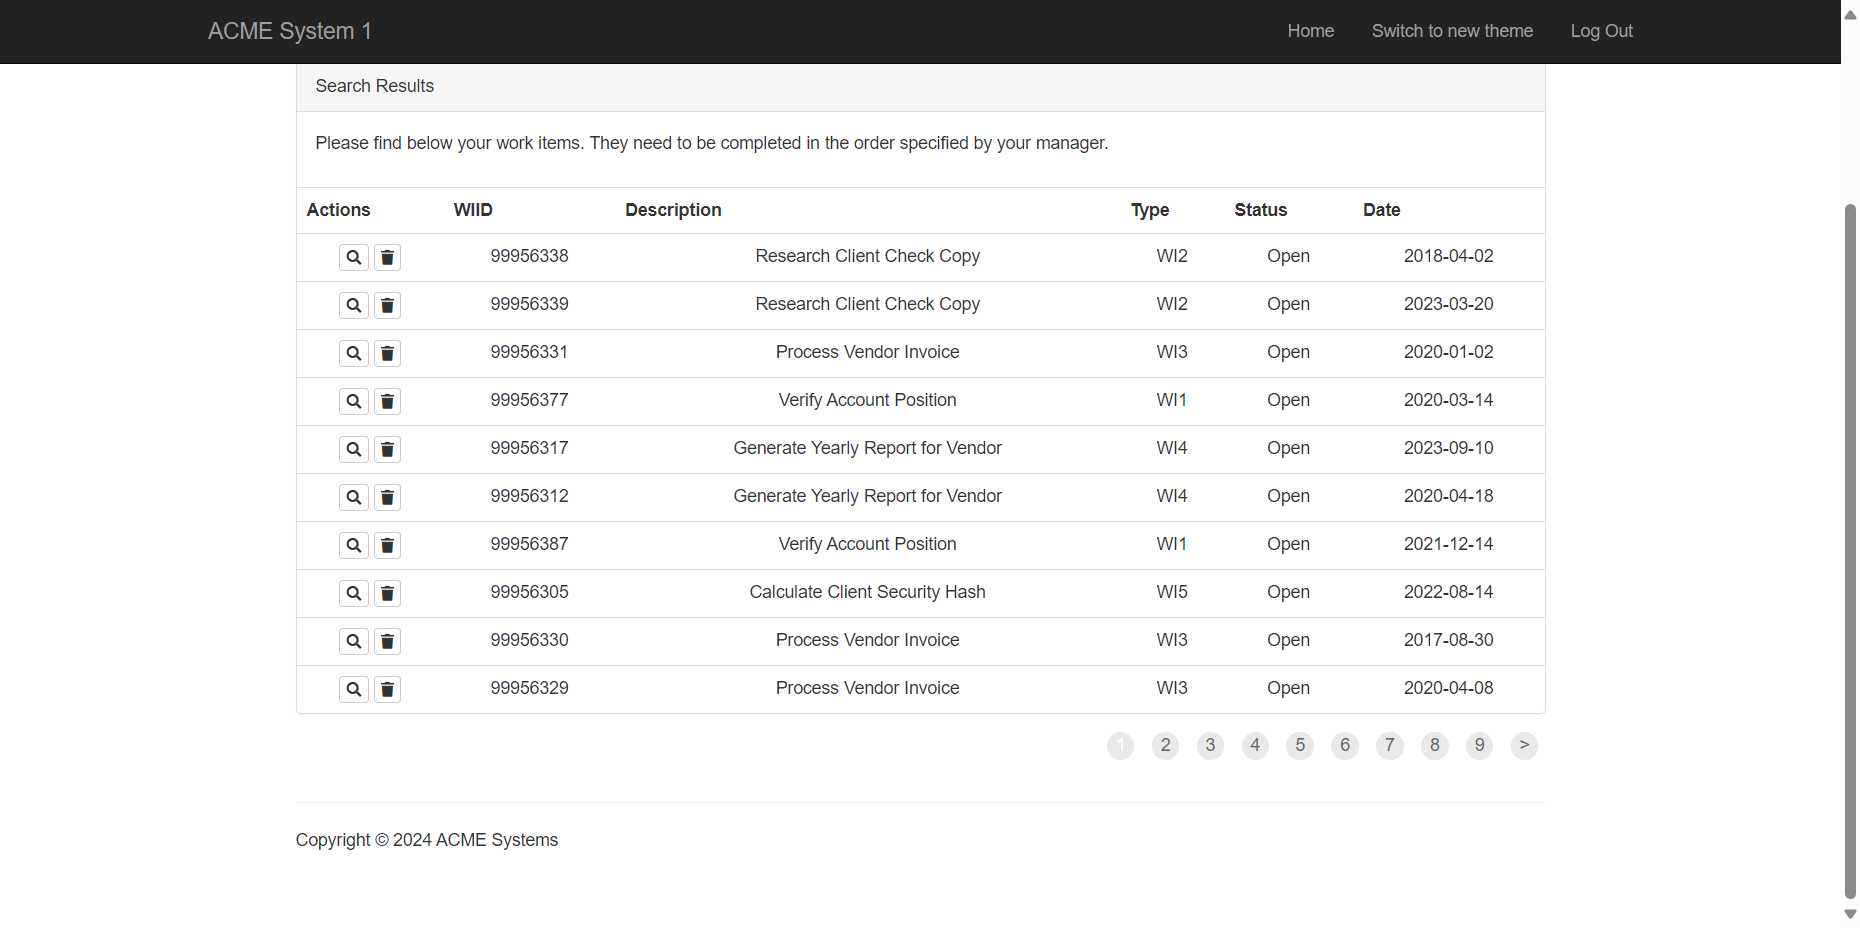 ACME System 1 Home Switch to new theme Log Out
Search Results
Please find below your work items. They need to be completed in the order specified by your manager.
Actions WIID Description Type Status Date
99956338 Research Client Check Copy WI2 Open 2018-04-02
99956339 Research Client Check Copy WI2 Open 2023-03-20
99956331 Process Vendor Invoice WI3 Open 2020-01-02
99956377 Verify Account Position WI1 Open 2020-03-14
99956317 Generate Yearly Report for Vendor WI4 Open 2023-09-10
99956312 Generate Yearly Report for Vendor WI4 Open 2020-04-18
99956387 Verify Account Position WI1 Open 2021-12-14
99956305 Calculate Client Security Hash WI5 Open 2022-08-14
99956330 Process Vendor Invoice WI3 Open 2017-08-30
99956329 Process Vendor Invoice WI3 Open 2020-04-08
1 2 3 4 5 6 7 8 9 >
Copyright © 2024 ACME Systems